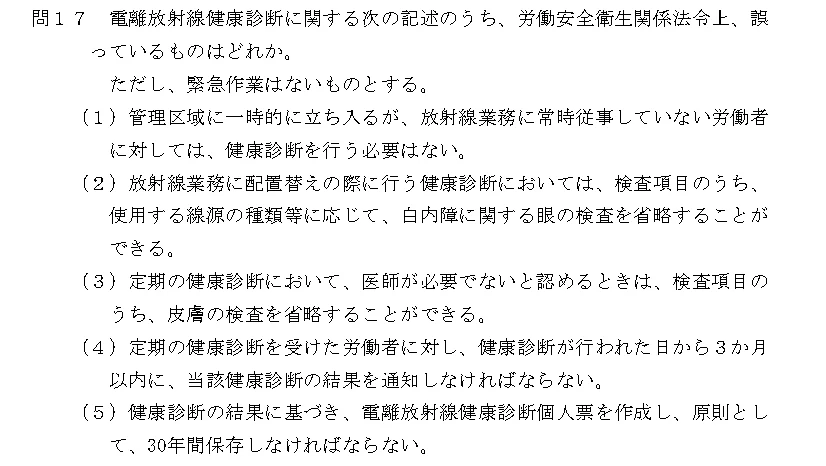 問１７　電離放射線健康診断に関する次の記述のうち、労働安全衛生関係法令上、誤
っているものはどれか。
ただし、緊急作業はないものとする。
（１）管理区域に一時的に立ち入るが、放射線業務に常時従事していない労働者
に対しては、健康診断を行う必要はない。
（２）放射線業務に配置替えの際に行う健康診断においては、検査項目のうち、
使用する線源の種類等に応じて、白内障に関する眼の検査を省略することが
できる。
（３）定期の健康診断において、医師が必要でないと認めるときは、検査項目の
うち、皮膚の検査を省略することができる。
（４）定期の健康診断を受けた労働者に対し、健康診断が行われた日から３か月
以内に、当該健康診断の結果を通知しなければならない。
（５）健康診断の結果に基づき、電離放射線健康診断個人票を作成し、原則とし
て、30年間保存しなければならない。